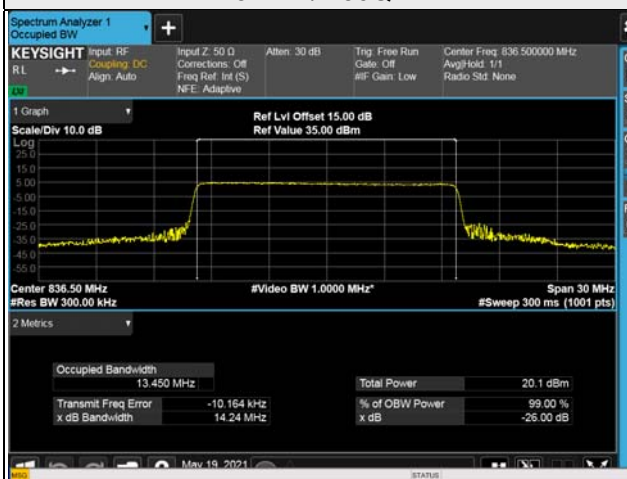 Spectrum Analyzer 1
Occupied BW
+
KEYSIGHT
RL
LXI
Input: RF
Coupling: DC
Align: Auto
Input Z: 50 Ω
Corrections: Off
Freq Ref: Int (S)
NFE: Adaptive
Atten: 30 dB
Trig: Free Run
Gate: Off
#IF Gain: Low
Center Freq: 836.500000 MHz
Avg|Hold: 1/1
Radio Std: None
1 Graph
Scale/Div 10.0 dB
Ref Lvl Offset 15.00 dB
Ref Value 35.00 dBm
Log
25.0
15.0
5.00
-5.00
-15.0
-25.0
-35.0
-45.0
-55.0
Center 836.50 MHz
#Res BW 300.00 kHz
#Video BW 1.0000 MHz*
Span 30 MHz
#Sweep 300 ms (1001 pts)
2 Metrics
Occupied Bandwidth
13.450 MHz
Total Power 20.1 dBm
Transmit Freq Error -10.164 kHz
% of OBW Power 99.00 %
x dB Bandwidth 14.24 MHz
x dB -26.00 dB
May 19, 2021
MSG
STATUS